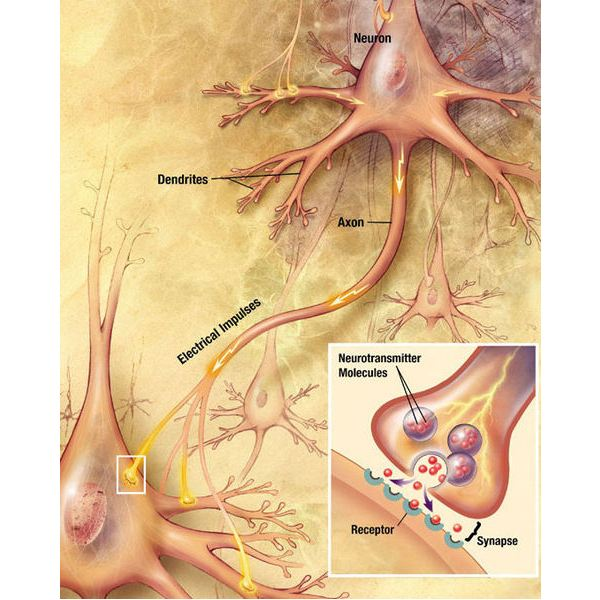 Neuron
Dendrites
Axon
Electrical Impulses
Neurotransmitter
Molecules
Receptor
Synapse